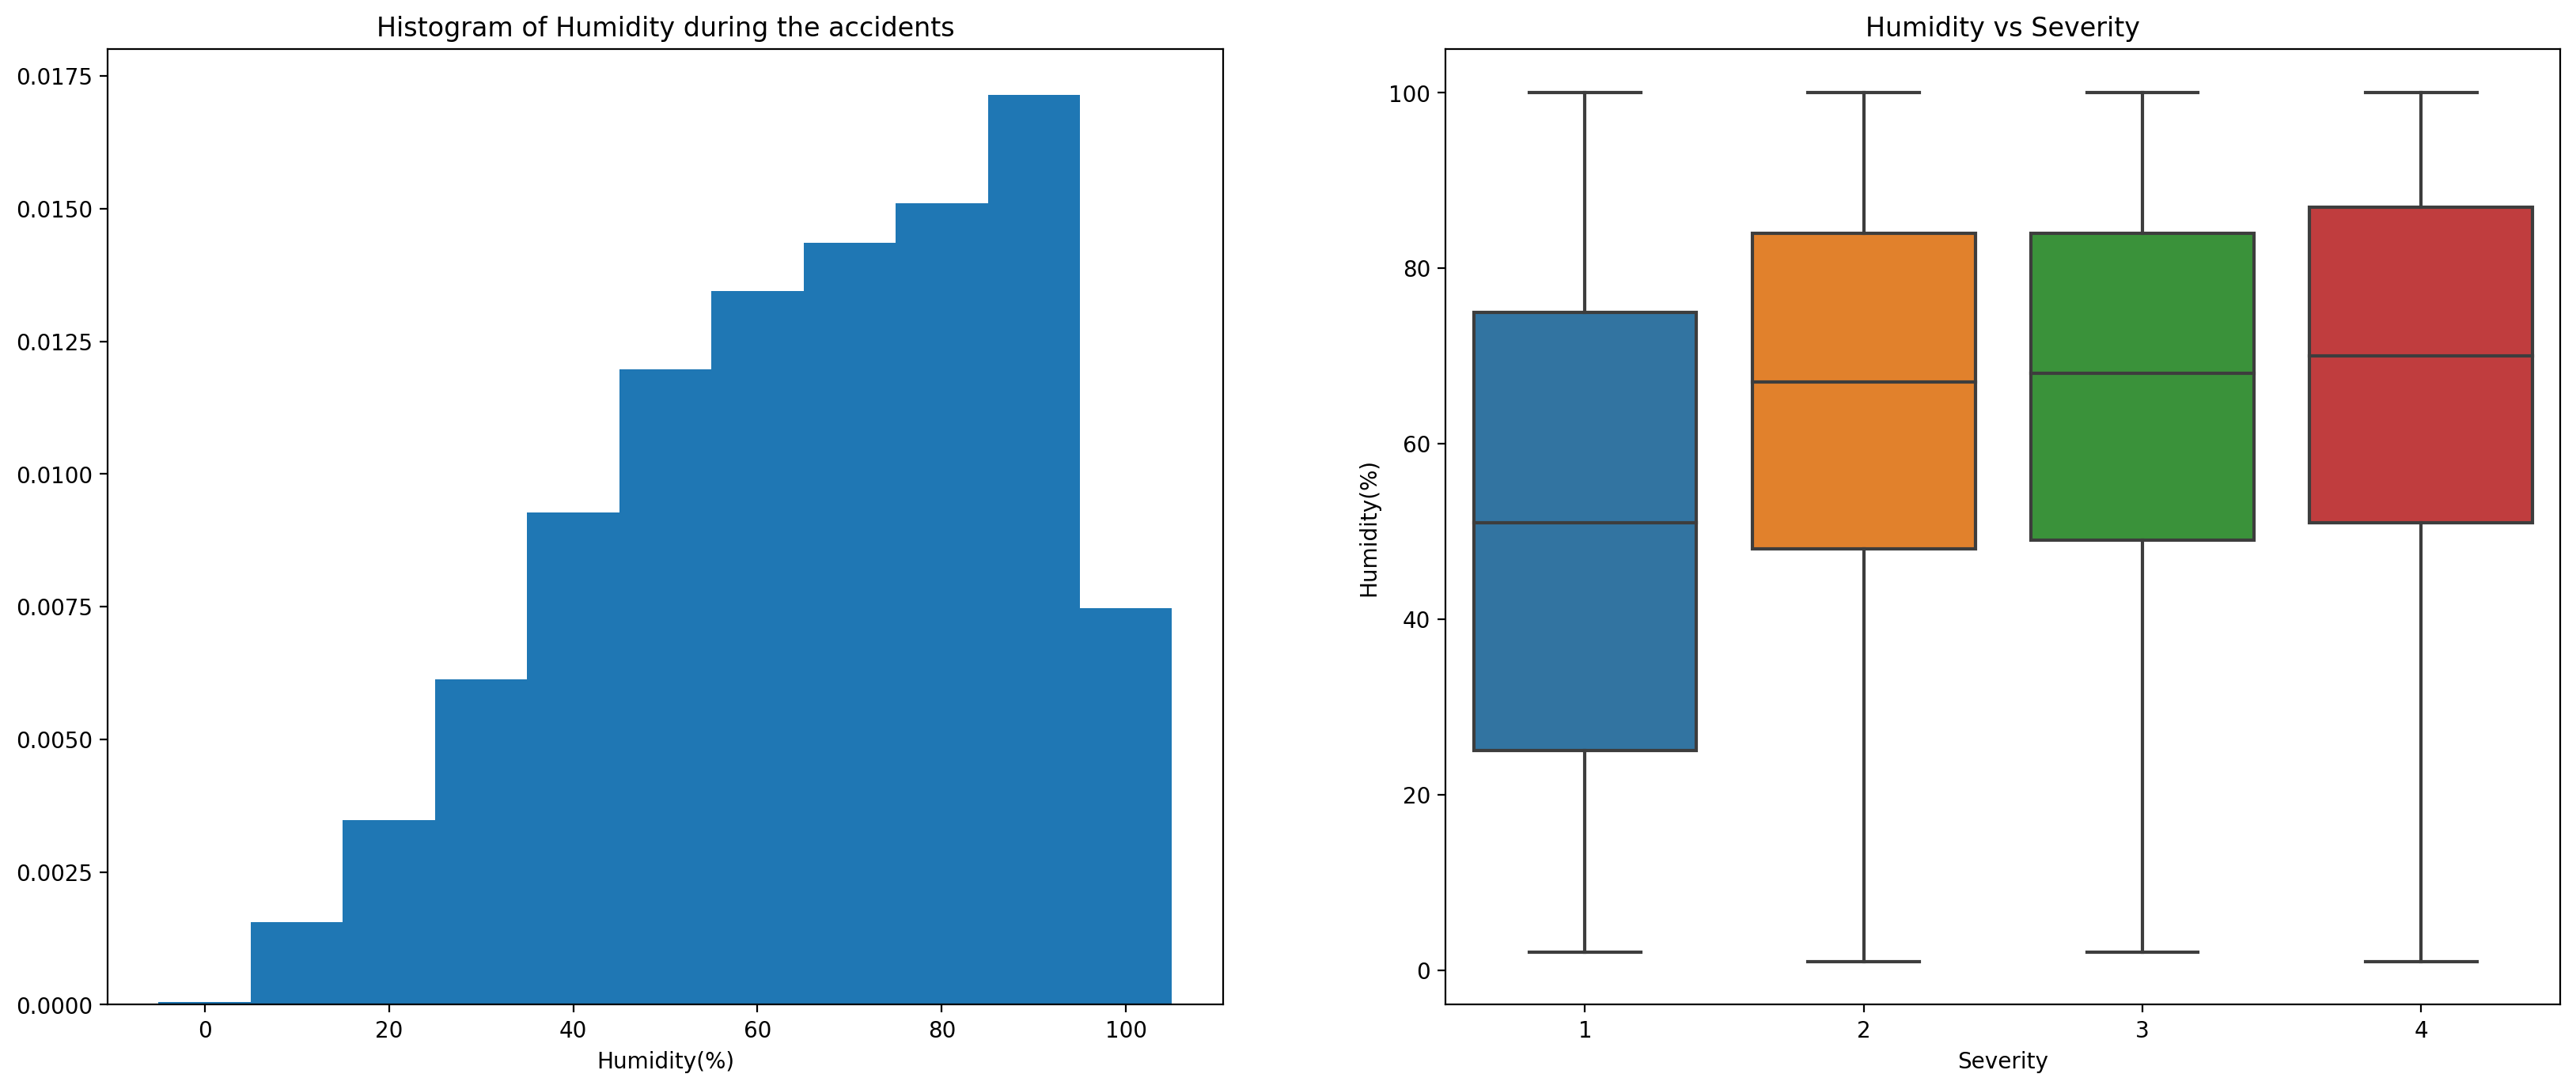 Histogram of Humidity during the accidents
0.0175
0.0150
0.0125
0.0100
0.0075
0.0050
0.0025
0.0000
0 20 40 60 80 100
Humidity(%)
Humidity vs Severity
Humidity(%)
100
80
60
40
20
0
1 2 3 4
Severity